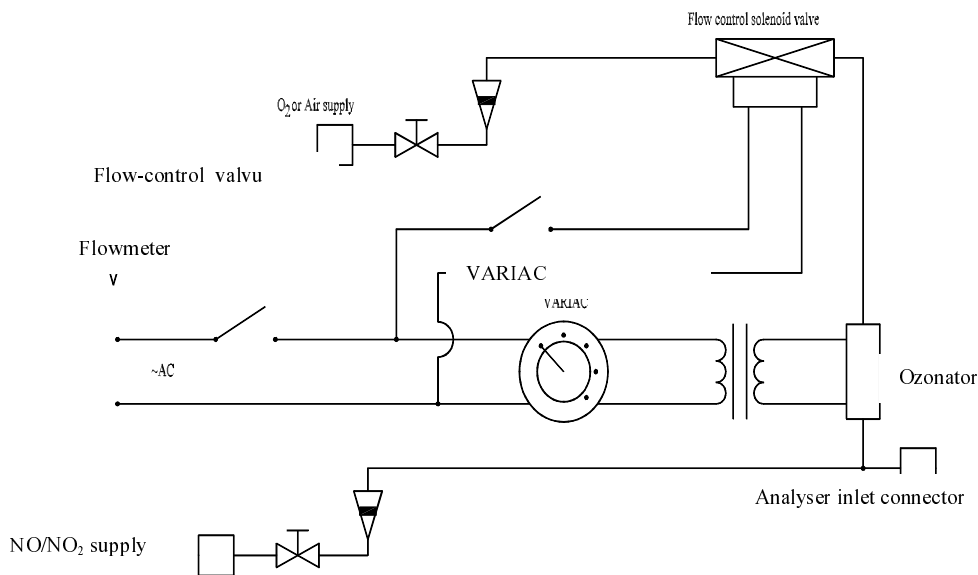 Flow control solenoid valve
O2 or Air supply
Flow-control valvu
Flowmeter
v
VARIAC
VARIAC
~AC
Ozonator
Analyser inlet connector
NO/NO₂ supply